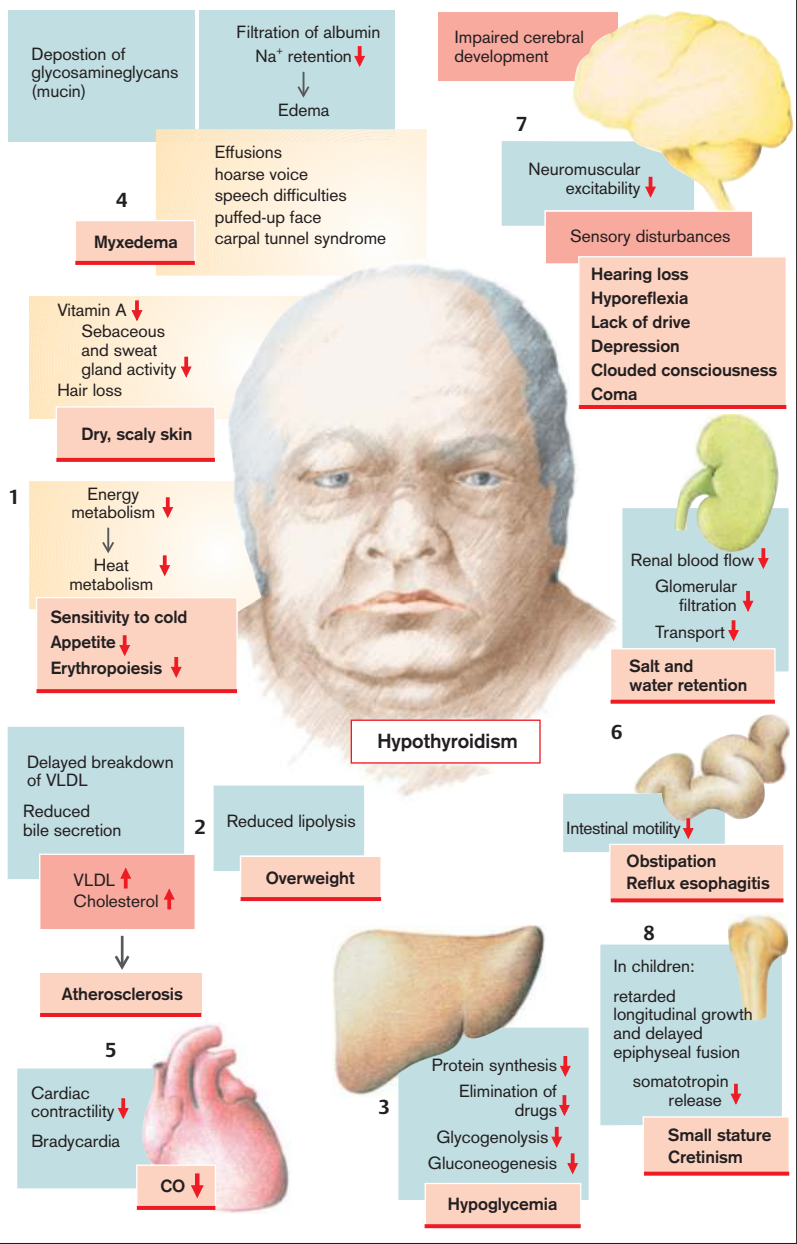 Depostion of
glycosamineglycans
(mucin)
Filtration of albumin
Na⁺ retention
Edema
Effusions
hoarse voice
speech difficulties
puffed-up face
carpal tunnel syndrome
4
Myxedema
Impaired cerebral
development
7
Neuromuscular
excitability
Sensory disturbances
Hearing loss
Hyporeflexia
Lack of drive
Depression
Clouded consciousness
Coma
Vitamin A
Sebaceous
and sweat
gland activity
Hair loss
Dry, scaly skin
1
Energy
metabolism
Heat
metabolism
Sensitivity to cold
Appetite
Erythropoiesis
Renal blood flow
Glomerular
filtration
Transport
Salt and
water retention
Hypothyroidism
6
Intestinal motility
Obstipation
Reflux esophagitis
Delayed breakdown
of VLDL
Reduced
bile secretion
VLDL
Cholesterol
Atherosclerosis
2
Reduced lipolysis
Overweight
5
Cardiac
contractility
Bradycardia
CO
3
Protein synthesis
Elimination of
drugs
Glycogenolysis
Gluconeogenesis
Hypoglycemia
8
In children:
retarded
longitudinal growth
and delayed
epiphyseal fusion
somatotropin
release
Small stature
Cretinism